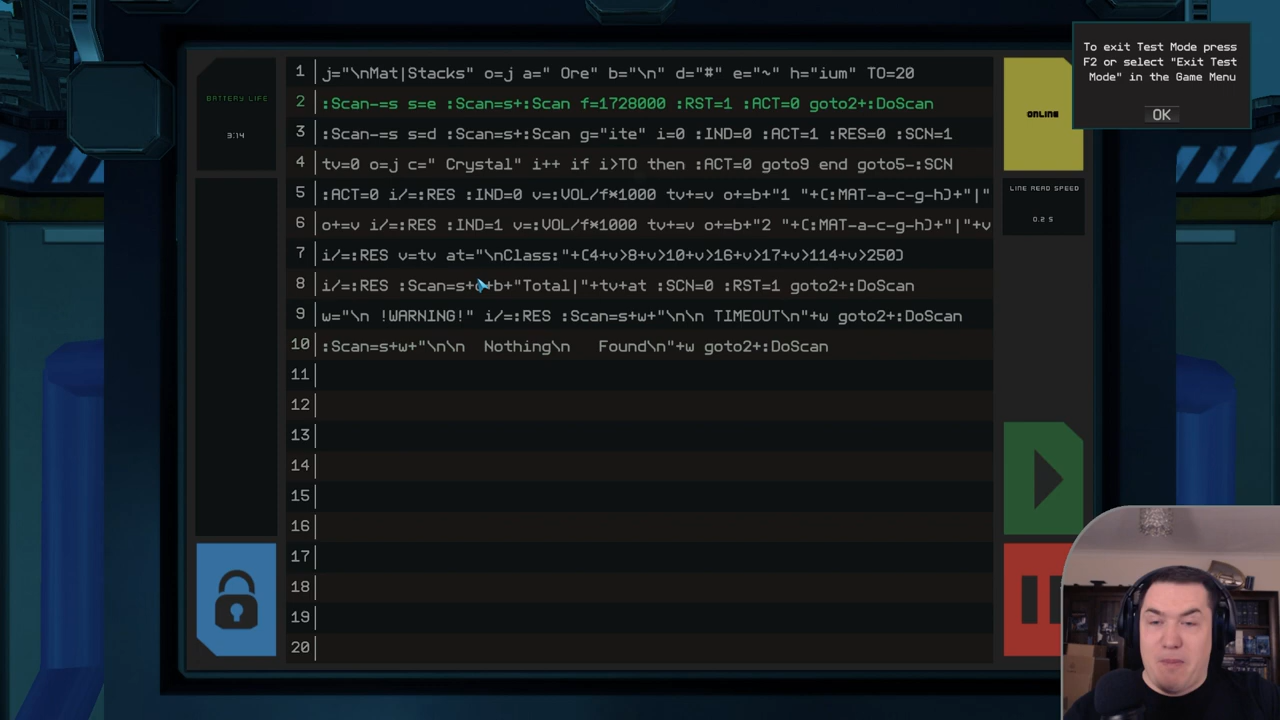 BATTERY LIFE
3:14
1 j="\nMat|Stacks" o=j a=" Ore" b="\n" d="#" e="~" h="ium" TO=20
2 :Scan-=s s=e :Scan=s+:Scan f=1728000 :RST=1 :ACT=0 goto2+:DoScan
3 :Scan-=s s=d :Scan=s+:Scan g="ite" i=0 :IND=0 :ACT=1 :RES=0 :SCN=1
4 tv=0 o=j c=" Crystal" i++ if i>TO then :ACT=0 goto9 end goto5-:SCN
5 :ACT=0 i/=:RES :IND=0 v=:VOL/f*1000 tv+=v o+=b+"1 "+(:MAT-a-c-g-h)+"|"
6 o+=v i/=:RES :IND=1 v=:VOL/f*1000 tv+=v o+=b+"2 "+(:MAT-a-c-g-h)+"|"+v
7 i/=:RES v=tv at="\nClass:"+(4+v>8+v>10+v>16+v>17+v>114+v>250)
8 i/=:RES :Scan=s+o+b+"Total|"+tv+at :SCN=0 :RST=1 goto2+:DoScan
9 w="\n !WARNING!" i/=:RES :Scan=s+w+"\n\n TIMEOUT\n"+w goto2+:DoScan
10 :Scan=s+w+"\n\n  Nothing\n   Found\n"+w goto2+:DoScan
11
12
13
14
15
16
17
18
19
20
ONLINE
LINE READ SPEED
0.2 S
To exit Test Mode press
F2 or select "Exit Test
Mode" in the Game Menu
OK